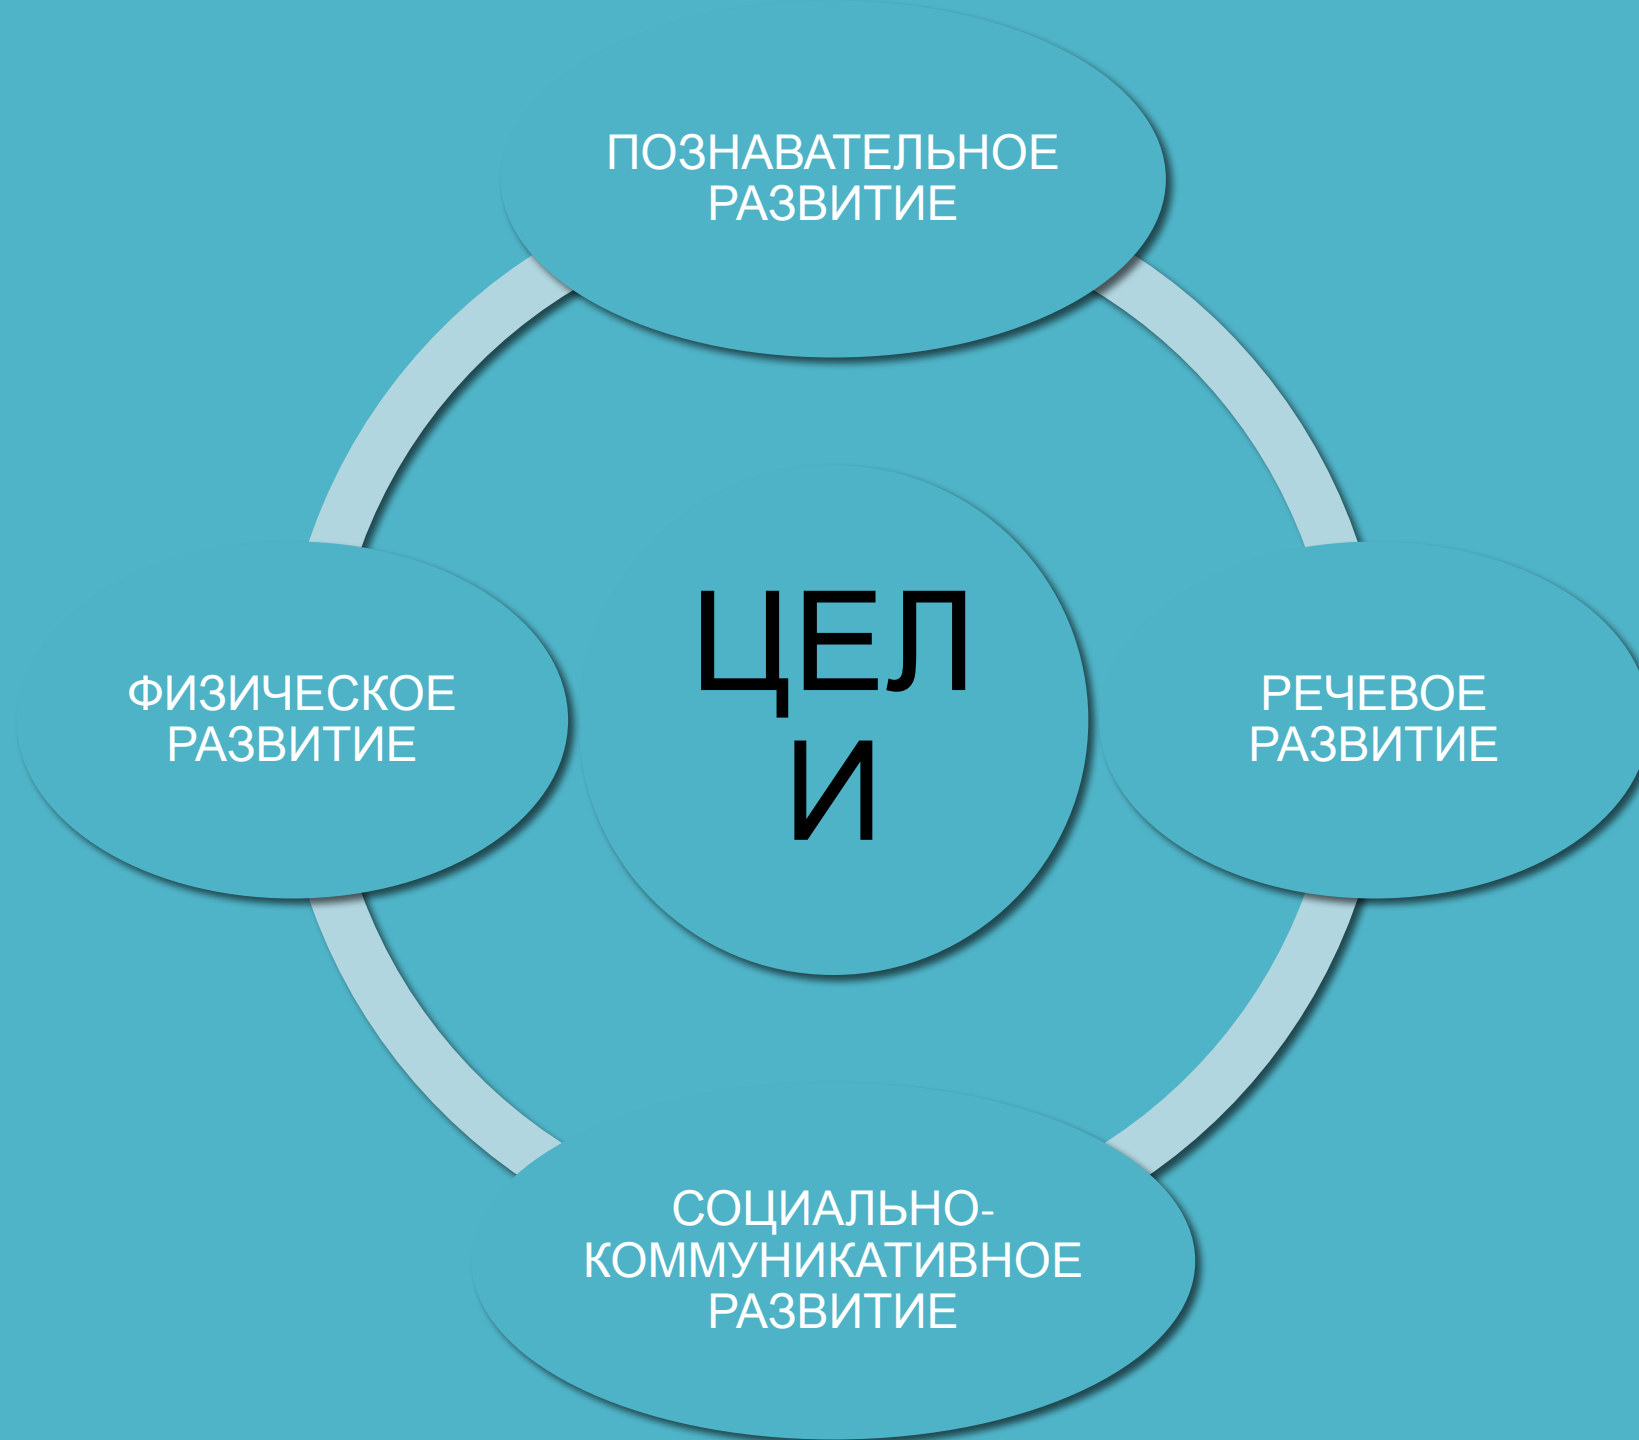 ПОЗНАВАТЕЛЬНОЕ
РАЗВИТИЕ
ЦЕЛ
И
ФИЗИЧЕСКОЕ
РАЗВИТИЕ
РЕЧЕВОЕ
РАЗВИТИЕ
СОЦИАЛЬНО-
КОММУНИКАТИВНОЕ
РАЗВИТИЕ